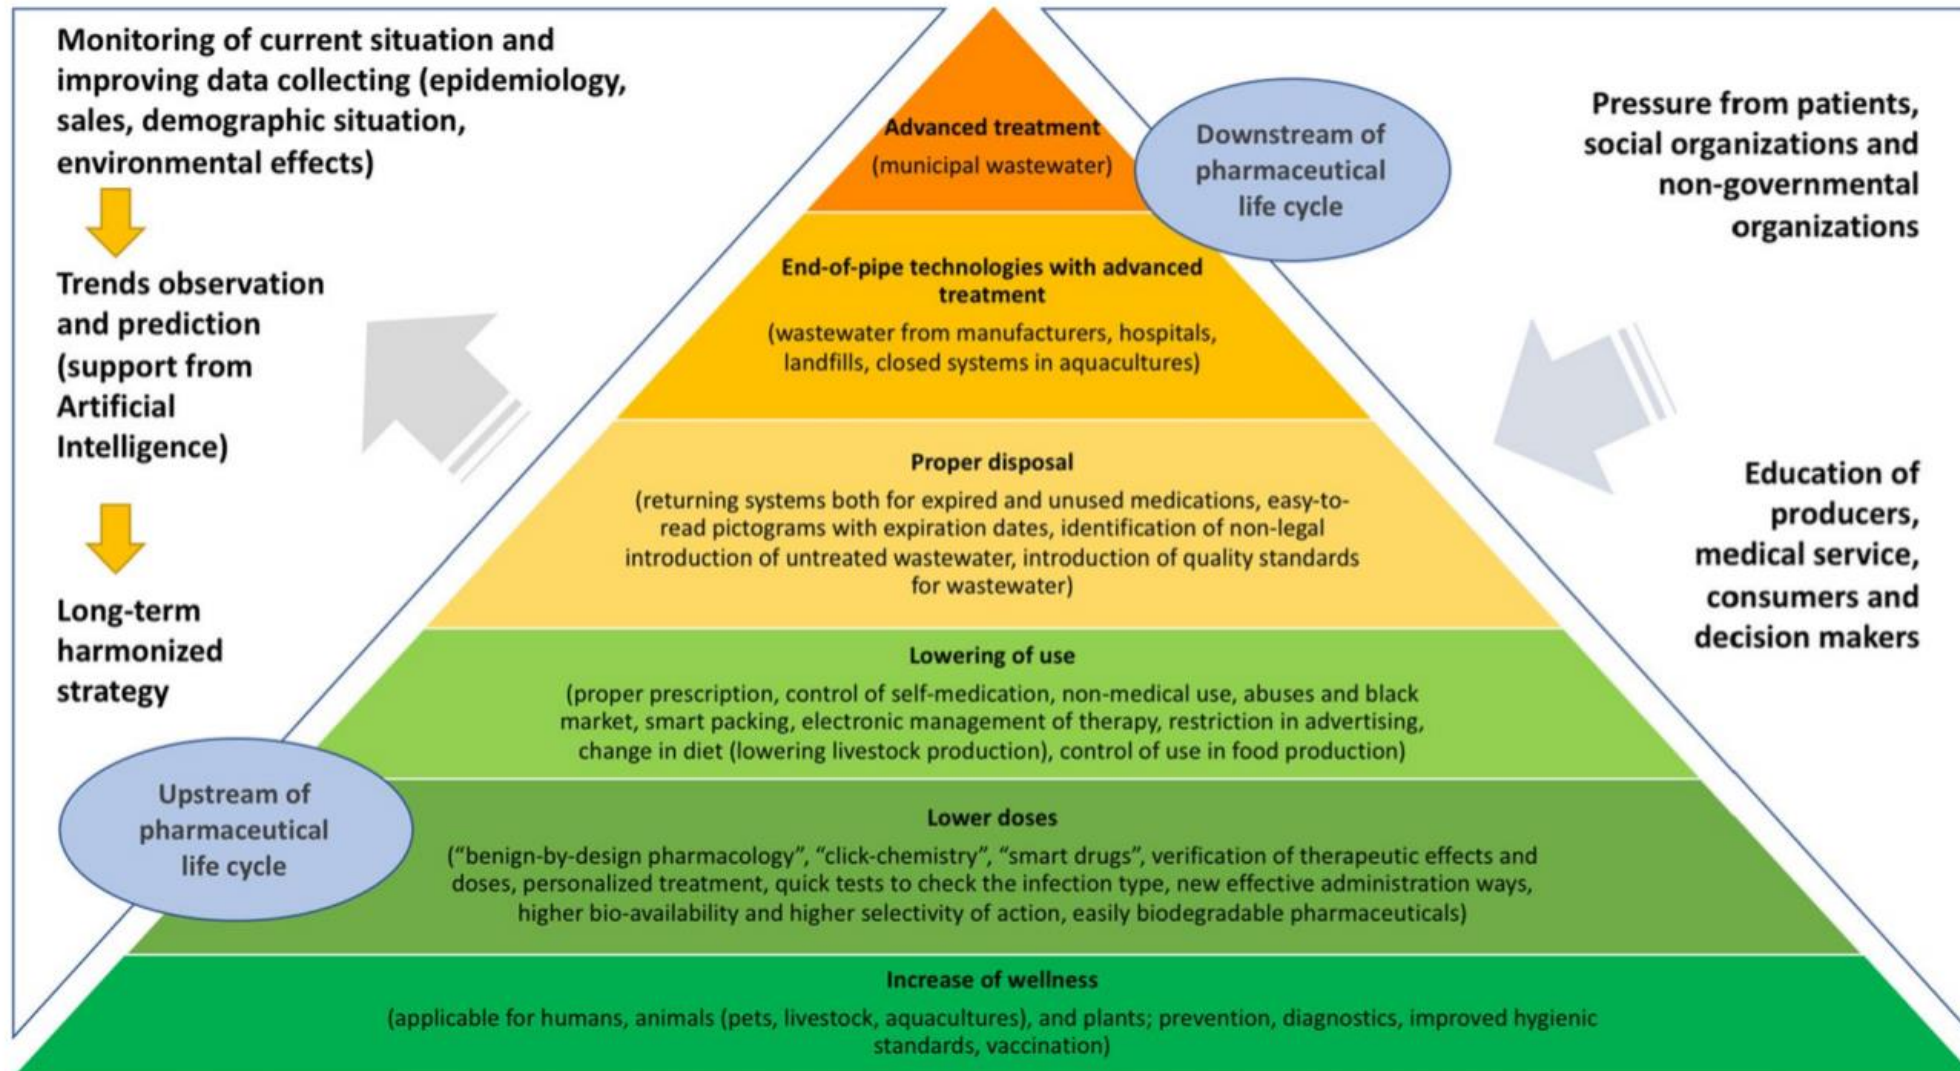 Monitoring of current situation and
improving data collecting (epidemiology,
sales, demographic situation,
environmental effects)
Trends observation
and prediction
(support from
Artificial
Intelligence)
Long-term
harmonized
strategy
Upstream of
pharmaceutical
life cycle
Advanced treatment
(municipal wastewater)
End-of-pipe technologies with advanced
treatment
(wastewater from manufacturers, hospitals,
landfills, closed systems in aquacultures)
Proper disposal
(returning systems both for expired and unused medications, easy-to-
read pictograms with expiration dates, identification of non-legal
introduction of untreated wastewater, introduction of quality standards
for wastewater)
Lowering of use
(proper prescription, control of self-medication, non-medical use, abuses and black
market, smart packing, electronic management of therapy, restriction in advertising,
change in diet (lowering livestock production), control of use in food production)
Lower doses
(“benign-by-design pharmacology”, “click-chemistry”, “smart drugs”, verification of therapeutic effects and
doses, personalized treatment, quick tests to check the infection type, new effective administration ways,
higher bio-availability and higher selectivity of action, easily biodegradable pharmaceuticals)
Increase of wellness
(applicable for humans, animals (pets, livestock, aquacultures), and plants; prevention, diagnostics, improved hygienic
standards, vaccination)
Downstream of
pharmaceutical
life cycle
Pressure from patients,
social organizations and
non-governmental
organizations
Education of
producers,
medical service,
consumers and
decision makers